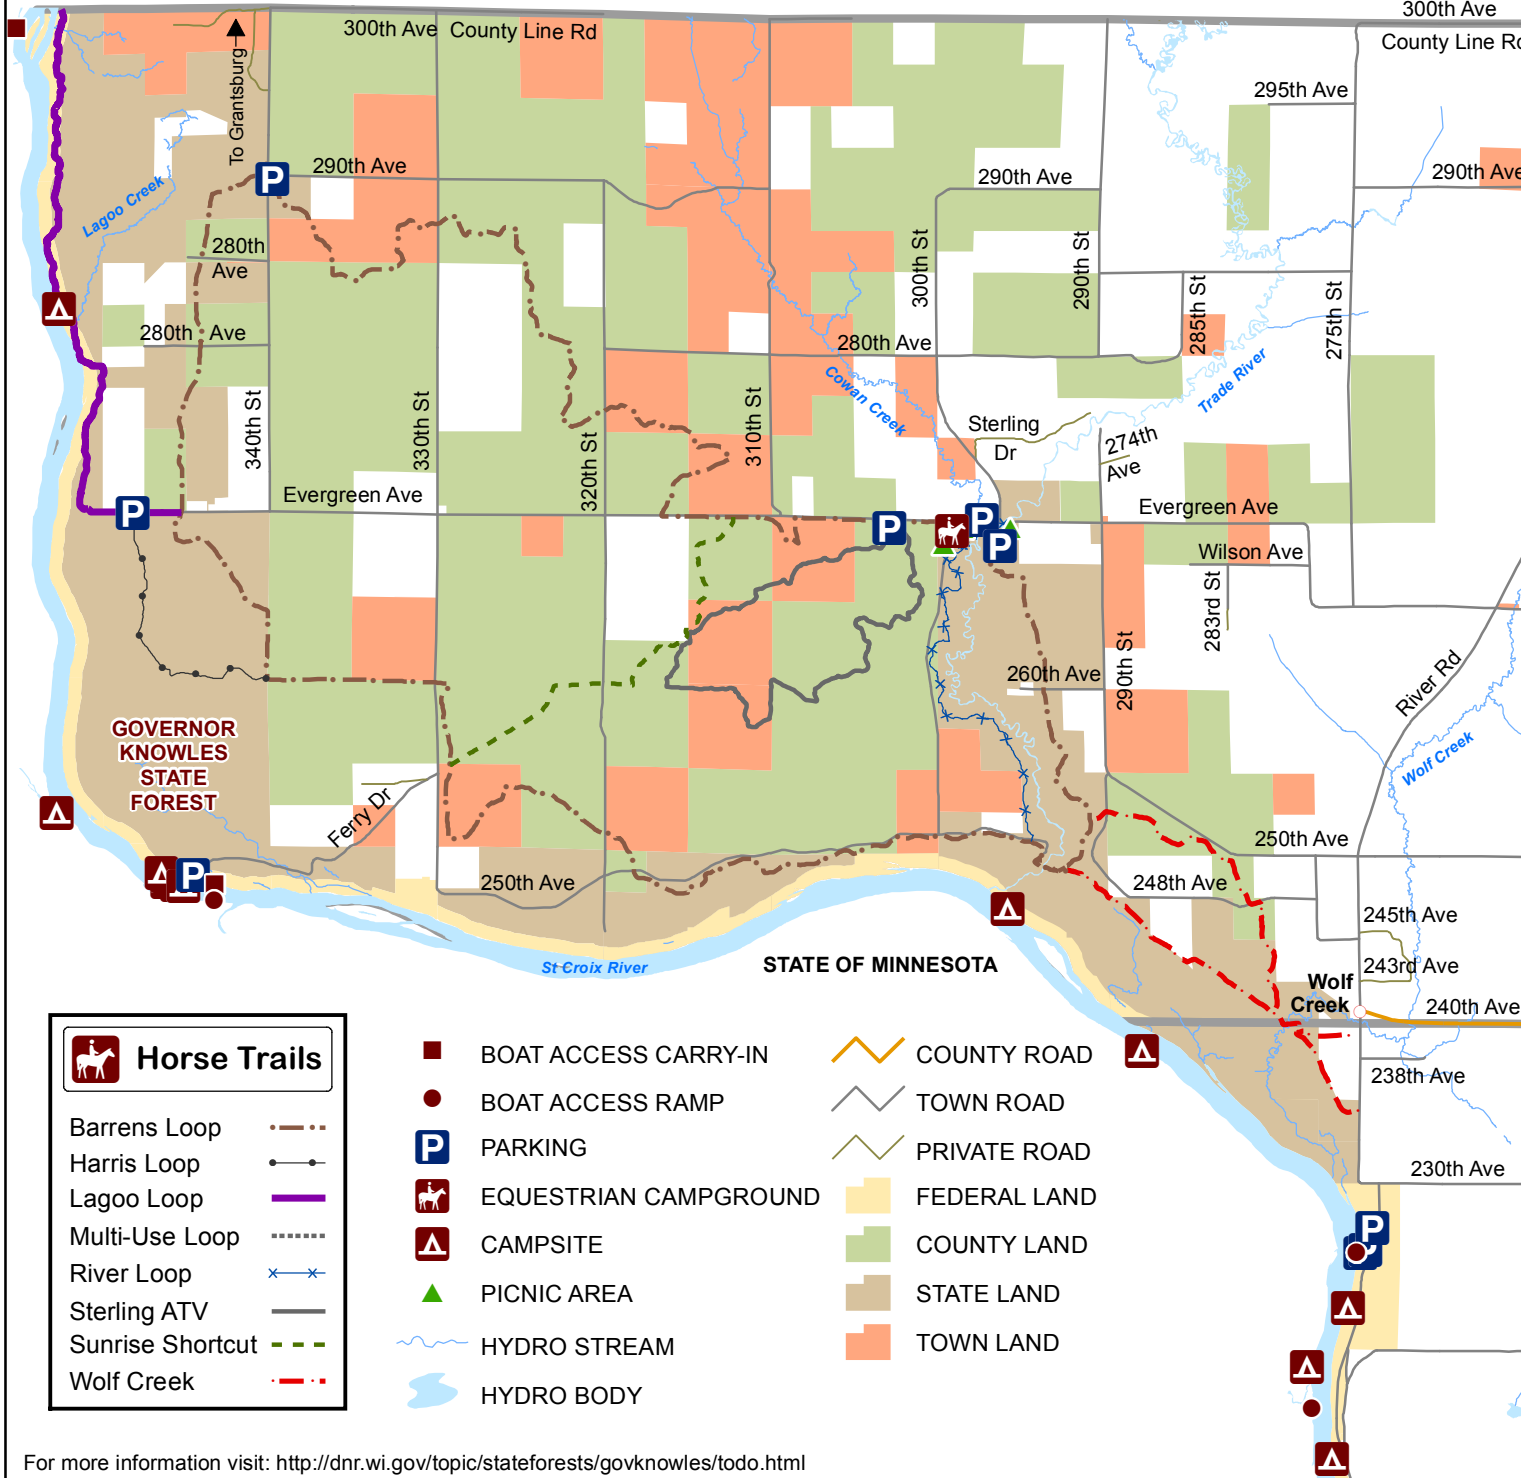 300th Ave
County Line Rd
300th Ave County Line Rd
To Grantsburg
295th Ave
290th Ave
290th Ave
290th Ave
Lagoo Creek
280th
Ave
300th St
290th St
285th St
275th St
280th Ave
280th Ave
Cowan Creek
Trade River
340th St
330th St
320th St
310th St
Sterling
Dr
274th
Ave
Evergreen Ave
Evergreen Ave
Wilson Ave
283rd St
290th St
260th Ave
River Rd
Wolf Creek
GOVERNOR
KNOWLES
STATE
FOREST
Ferry Dr
250th Ave
250th Ave
248th Ave
245th Ave
243rd Ave
St Croix River
STATE OF MINNESOTA
Wolf
Creek
240th Ave
238th Ave
230th Ave
P
P
P
P
P
P
P
Horse Trails
Barrens Loop
Harris Loop
Lagoo Loop
Multi-Use Loop
River Loop
Sterling ATV
Sunrise Shortcut
Wolf Creek
BOAT ACCESS CARRY-IN
BOAT ACCESS RAMP
P PARKING
EQUESTRIAN CAMPGROUND
CAMPSITE
PICNIC AREA
HYDRO STREAM
HYDRO BODY
COUNTY ROAD
TOWN ROAD
PRIVATE ROAD
FEDERAL LAND
COUNTY LAND
STATE LAND
TOWN LAND
For more information visit: http://dnr.wi.gov/topic/stateforests/govknowles/todo.html